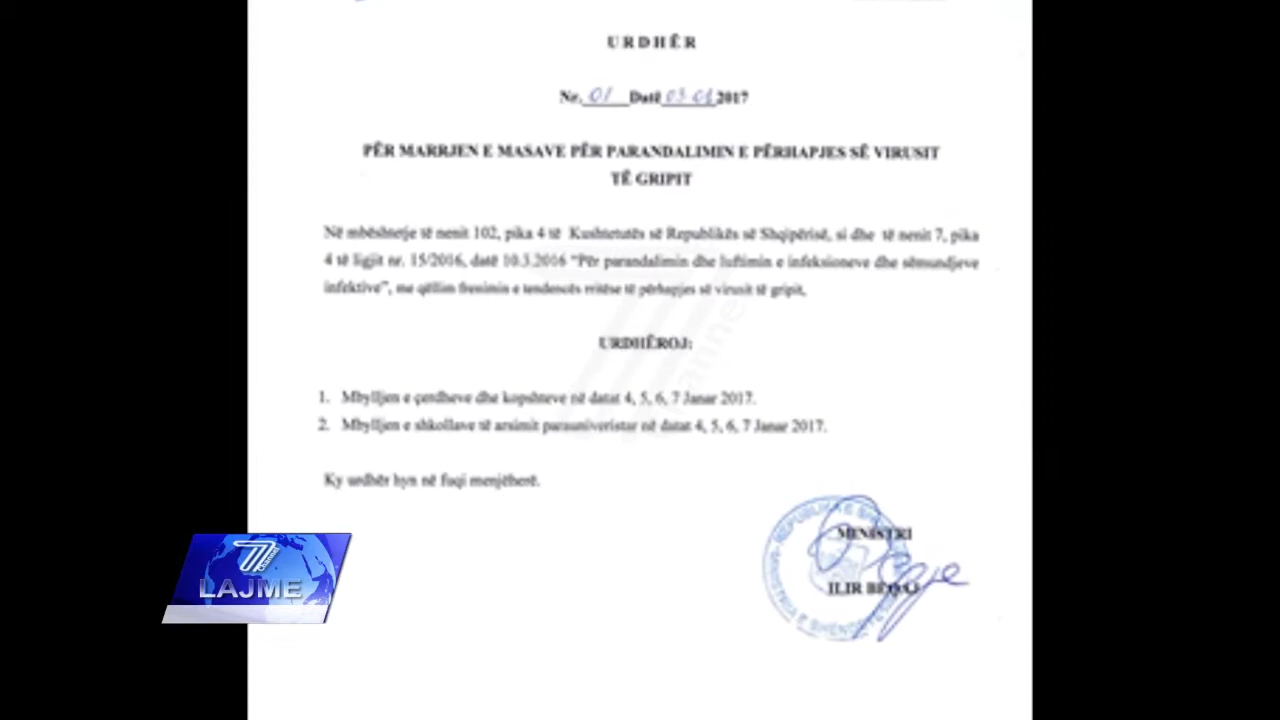 URDHËR
Nr. 01 Datë 03.01 2017
PËR MARRJEN E MASAVE PËR PARANDALIMIN E PËRHAPJES SË VIRUSIT
TË GRIPIT
Në mbështetje të nenit 102, pika 4 të Kushtetutës së Republikës së Shqipërisë, si dhe të nenit 7, pika
4 të ligjit nr. 15/2016, datë 10.3.2016 “Për parandalimin dhe luftimin e infeksioneve dhe sëmundjeve
infektive”, me qëllim frenimin e tendencës rritëse të përhapjes së virusit të gripit,
URDHËROJ:
1. Mbylljen e çerdheve dhe kopshteve në datat 4, 5, 6, 7 Janar 2017.
2. Mbylljen e shkollave të arsimit parauniveristar në datat 4, 5, 6, 7 Janar 2017.
Ky urdhër hyn në fuqi menjëherë.
MINISTRI
ILIR BEQAJ
7 channel
LAJME